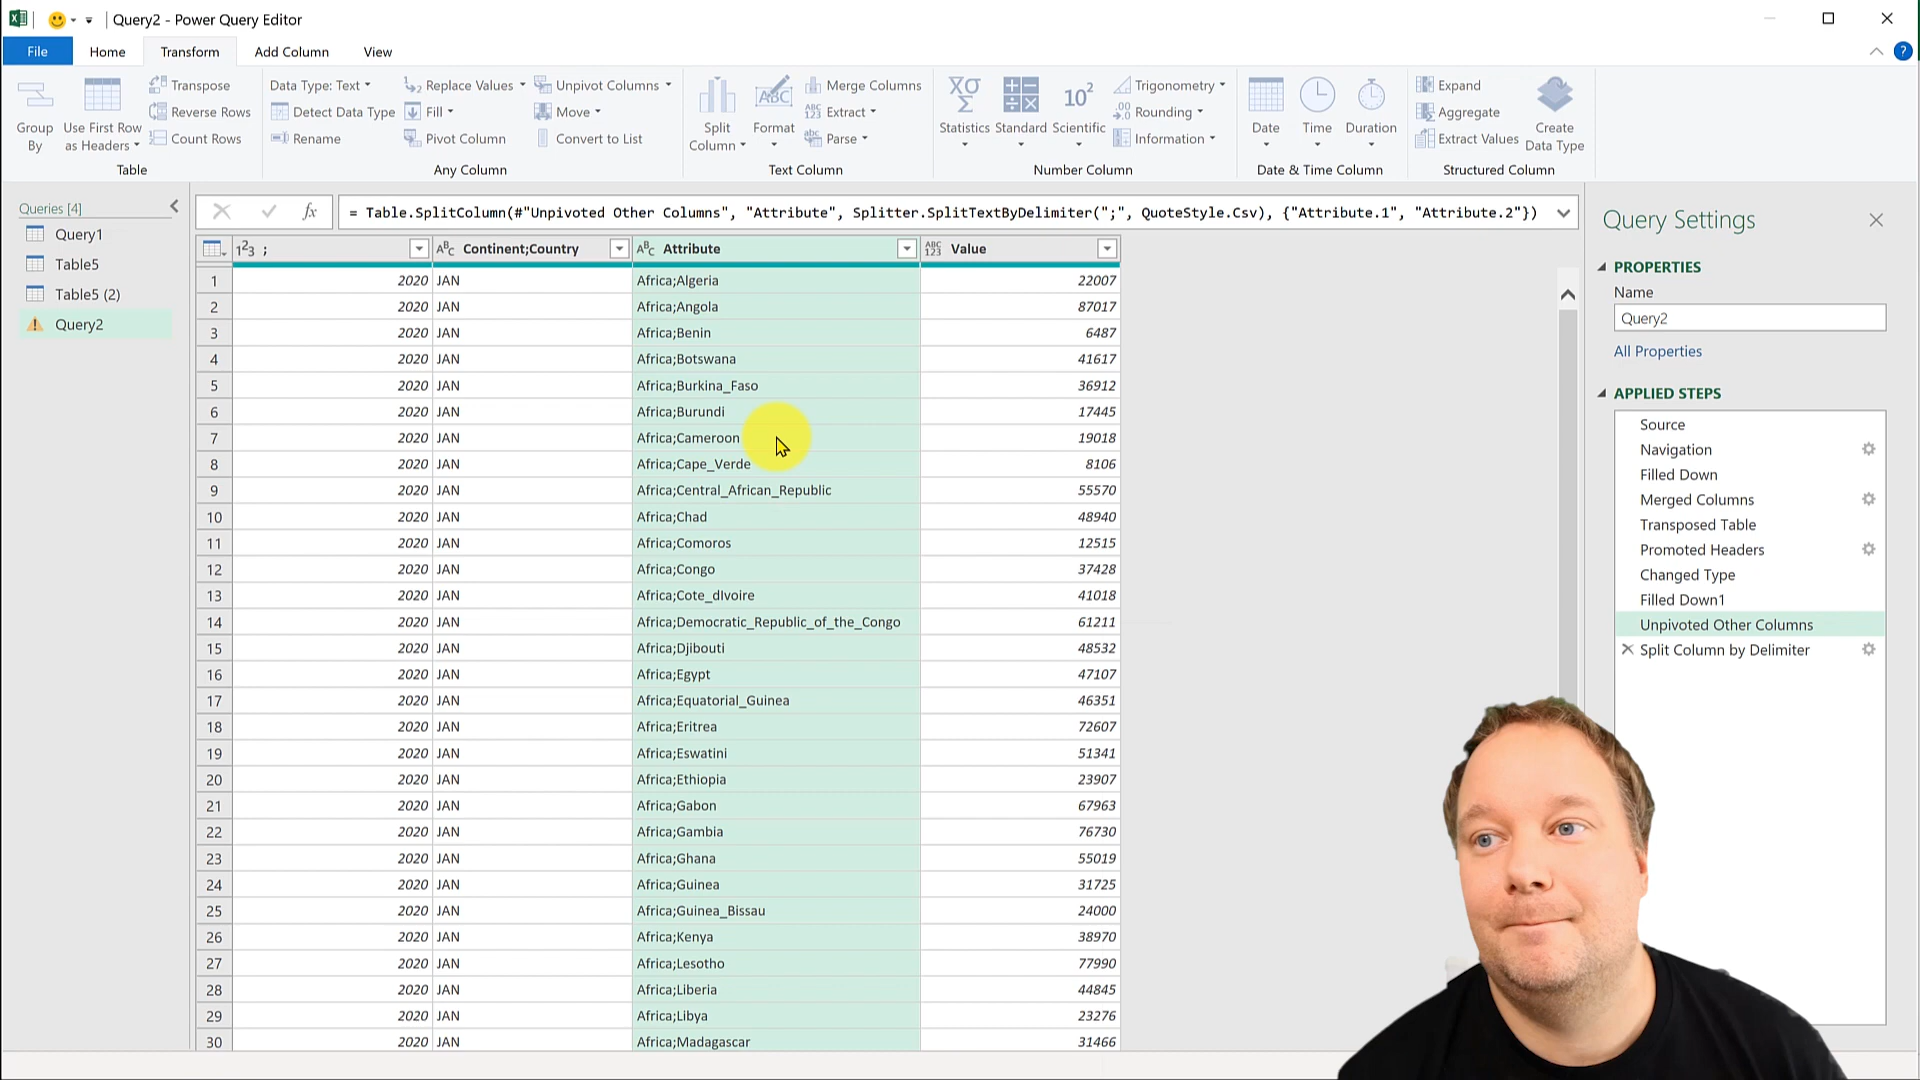 Query2 - Power Query Editor
File
Home
Transform
Add Column
View
?
Group By
Use First Row as Headers
Transpose
Reverse Rows
Count Rows
Table
Data Type: Text
Detect Data Type
Rename
Replace Values
Fill
Pivot Column
Unpivot Columns
Move
Convert to List
Any Column
Split Column
ABC
Format
Merge Columns
Extract
Parse
Text Column
Statistics
Standard
Scientific
Trigonometry
Rounding
Information
Number Column
Date
Time
Duration
Date & Time Column
Expand
Aggregate
Extract Values
Create Data Type
Structured Column
Queries [4]
Query1
Table5
Table5 (2)
Query2
fx
= Table.SplitColumn(#"Unpivoted Other Columns", "Attribute", Splitter.SplitTextByDelimiter(";", QuoteStyle.Csv), {"Attribute.1", "Attribute.2"})
123 ; ABC Continent;Country ABC Attribute ABC 123 Value
1 2020 JAN Africa;Algeria 22007
2 2020 JAN Africa;Angola 87017
3 2020 JAN Africa;Benin 6487
4 2020 JAN Africa;Botswana 41617
5 2020 JAN Africa;Burkina_Faso 36912
6 2020 JAN Africa;Burundi 17445
7 2020 JAN Africa;Cameroon 19018
8 2020 JAN Africa;Cape_Verde 8106
9 2020 JAN Africa;Central_African_Republic 55570
10 2020 JAN Africa;Chad 48940
11 2020 JAN Africa;Comoros 12515
12 2020 JAN Africa;Congo 37428
13 2020 JAN Africa;Cote_dIvoire 41018
14 2020 JAN Africa;Democratic_Republic_of_the_Congo 61211
15 2020 JAN Africa;Djibouti 48532
16 2020 JAN Africa;Egypt 47107
17 2020 JAN Africa;Equatorial_Guinea 46351
18 2020 JAN Africa;Eritrea 72607
19 2020 JAN Africa;Eswatini 51341
20 2020 JAN Africa;Ethiopia 23907
21 2020 JAN Africa;Gabon 67963
22 2020 JAN Africa;Gambia 76730
23 2020 JAN Africa;Ghana 55019
24 2020 JAN Africa;Guinea 31725
25 2020 JAN Africa;Guinea_Bissau 24000
26 2020 JAN Africa;Kenya 38970
27 2020 JAN Africa;Lesotho 77990
28 2020 JAN Africa;Liberia 44845
29 2020 JAN Africa;Libya 23276
30 2020 JAN Africa;Madagascar 31466
Query Settings
PROPERTIES
Name
Query2
All Properties
APPLIED STEPS
Source
Navigation
Filled Down
Merged Columns
Transposed Table
Promoted Headers
Changed Type
Filled Down1
Unpivoted Other Columns
Split Column by Delimiter